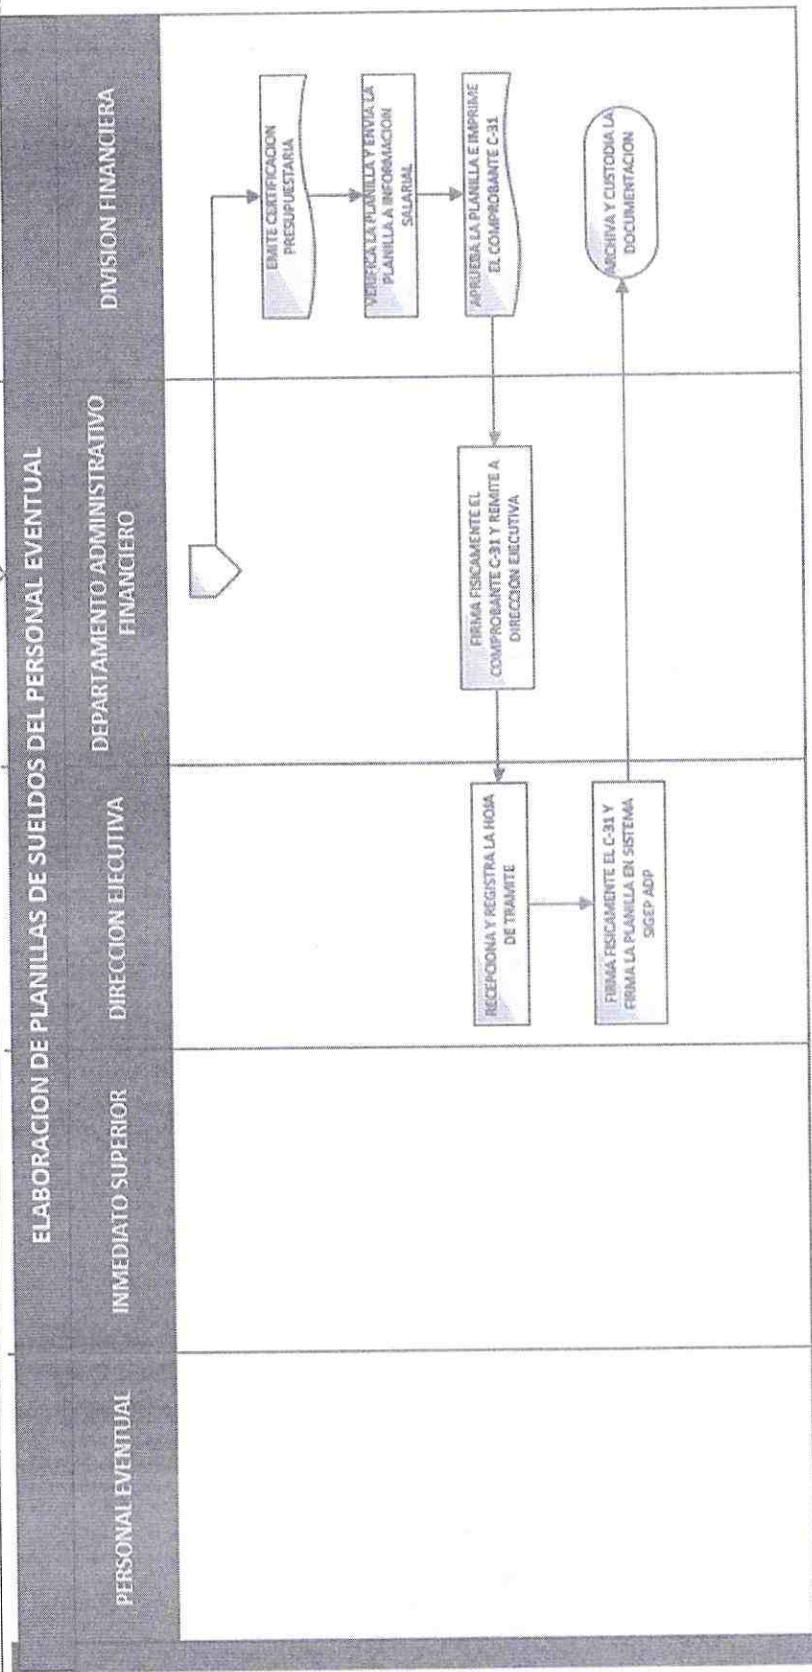 ELABORACION DE PLANILLAS DE SUELDOS DEL PERSONAL EVENTUAL
PERSONAL EVENTUAL
INMEDIATO SUPERIOR
DIRECCION EJECUTIVA
DEPARTAMENTO ADMINISTRATIVO
FINANCIERO
DIVISION FINANCIERA
EMITE CERTIFICACION
PRESUPUESTARIA
VERIFICA LA PLANILLA Y ENVIA LA
PLANILLA A INFORMACION
SALARIAL
APRUEBA LA PLANILLA E IMPRIME
EL COMPROBANTE C-31
FIRMA FISICAMENTE EL
COMPROBANTE C-31 Y REMITE A
DIRECCION EJECUTIVA
RECEPCIONA Y REGISTRA LA HOJA
DE TRAMITE
FIRMA FISICAMENTE EL C-31 Y
FIRMA LA PLANILLA EN SISTEMA
SIGEP ADP
ARCHIVA Y CUSTODIA LA
DOCUMENTACION